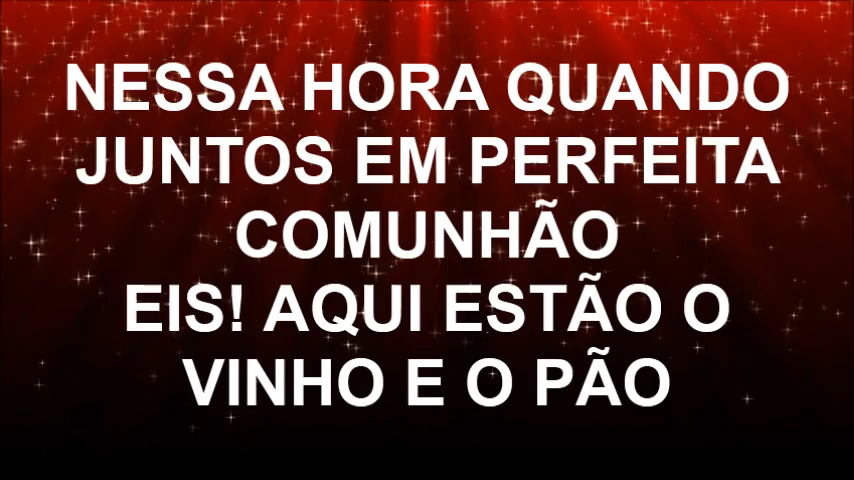 NESSA HORA QUANDO
JUNTOS EM PERFEITA
COMUNHÃO
EIS! AQUI ESTÃO O
VINHO E O PÃO